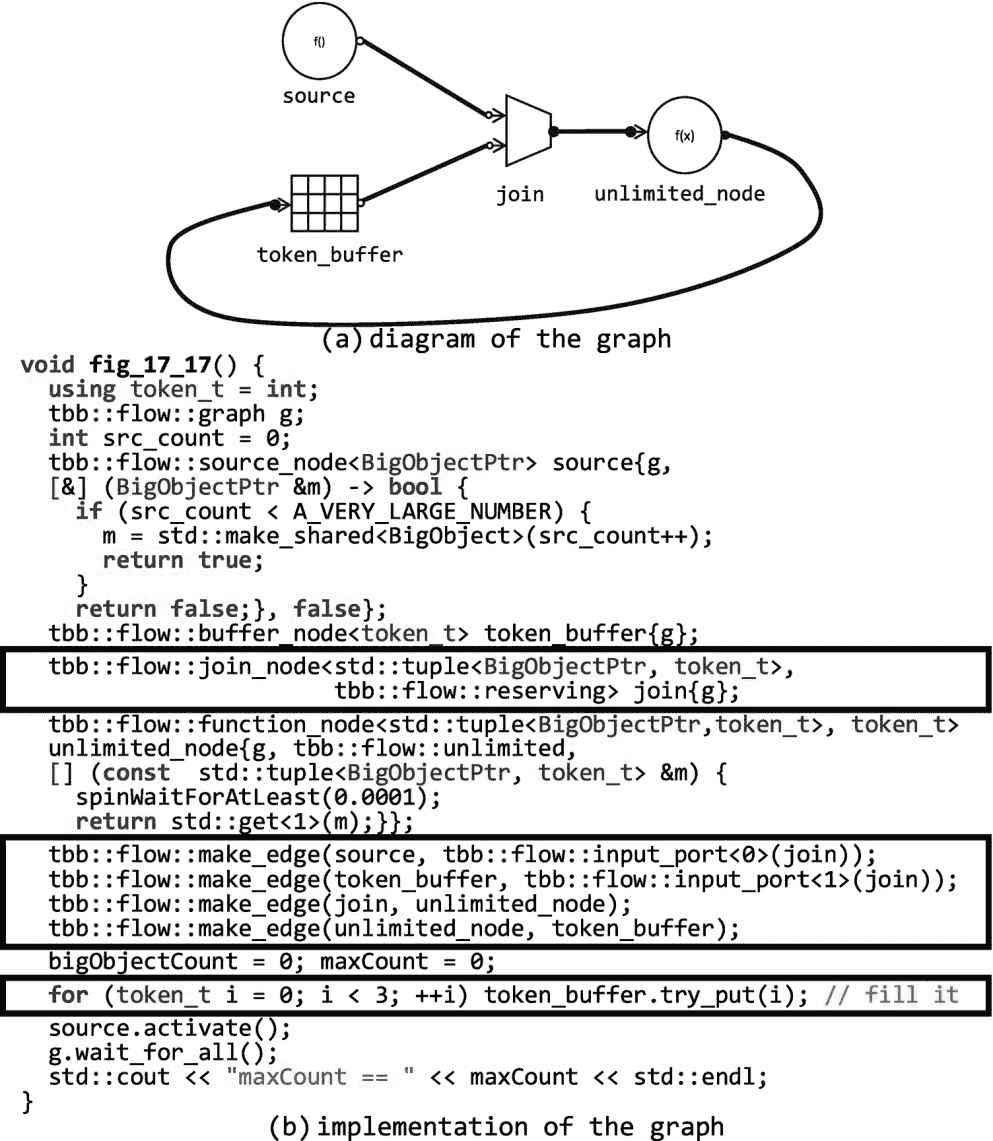 f()
source
f(x)
join
unlimited_node
token_buffer
(a) diagram of the graph
void fig_17_17() {
  using token_t = int;
  tbb::flow::graph g;
  int src_count = 0;
  tbb::flow::source_node<BigObjectPtr> source{g,
  [&] (BigObjectPtr &m) -> bool {
    if (src_count < A_VERY_LARGE_NUMBER) {
      m = std::make_shared<BigObject>(src_count++);
      return true;
    }
    return false;}, false};
  tbb::flow::buffer_node<token_t> token_buffer{g};
  tbb::flow::join_node<std::tuple<BigObjectPtr, token_t>,
                       tbb::flow::reserving> join{g};
  tbb::flow::function_node<std::tuple<BigObjectPtr,token_t>, token_t>
  unlimited_node{g, tbb::flow::unlimited,
  [] (const  std::tuple<BigObjectPtr, token_t> &m) {
    spinWaitForAtLeast(0.0001);
    return std::get<1>(m);}};
  tbb::flow::make_edge(source, tbb::flow::input_port<0>(join));
  tbb::flow::make_edge(token_buffer, tbb::flow::input_port<1>(join));
  tbb::flow::make_edge(join, unlimited_node);
  tbb::flow::make_edge(unlimited_node, token_buffer);
  bigObjectCount = 0; maxCount = 0;
  for (token_t i = 0; i < 3; ++i) token_buffer.try_put(i); // fill it
  source.activate();
  g.wait_for_all();
  std::cout << "maxCount == " << maxCount << std::endl;
}
(b) implementation of the graph